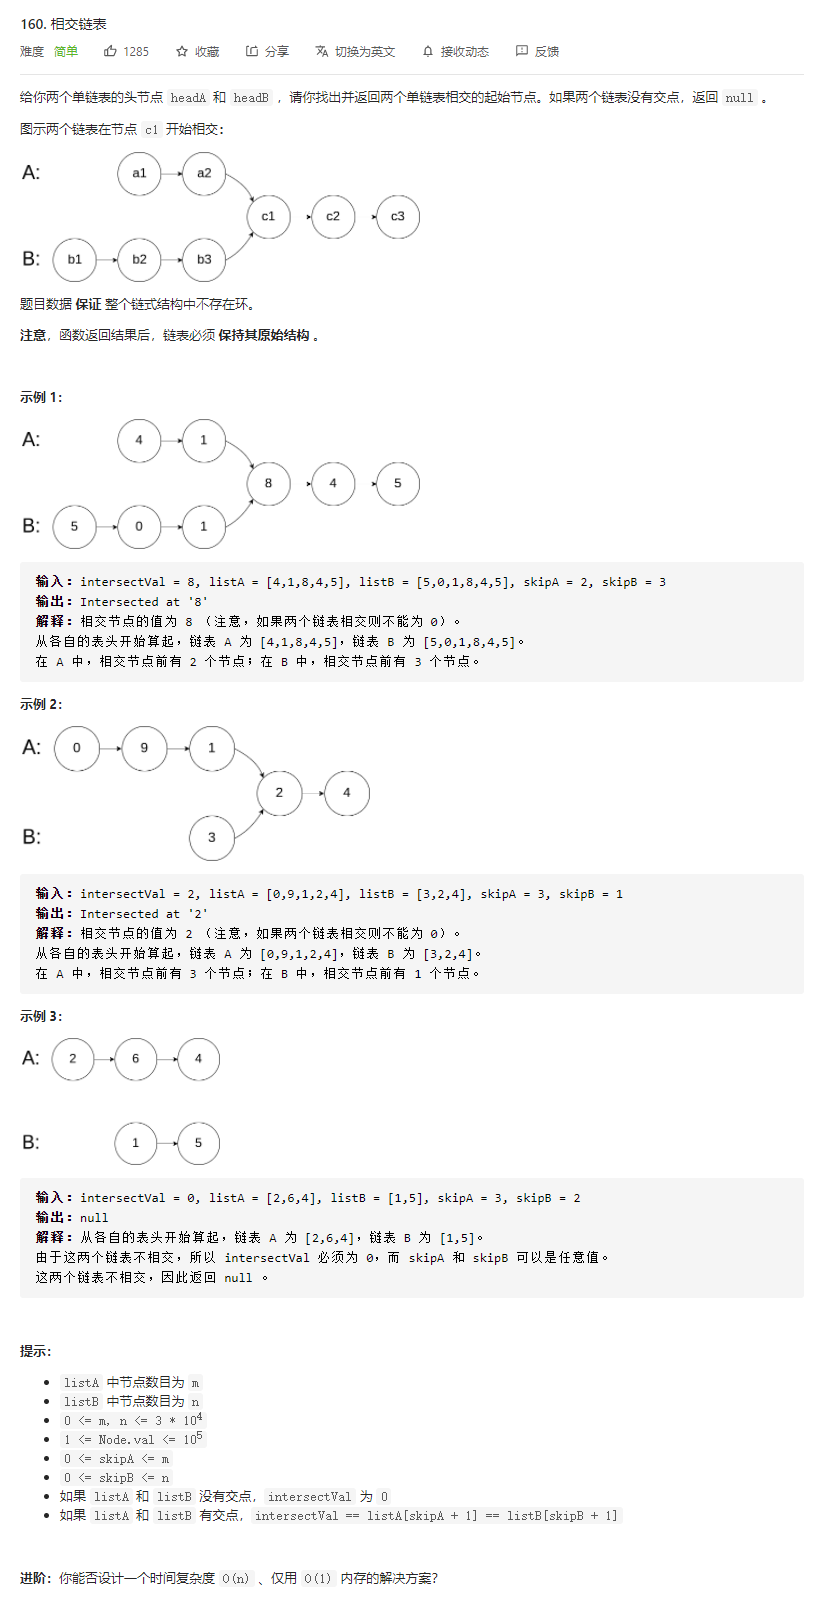 160. 相交链表
难度 简单 1285 收藏 分享 切换为英文 接收动态 反馈
给你两个单链表的头节点 headA 和 headB ，请你找出并返回两个单链表相交的起始节点。如果两个链表没有交点，返回 null 。
图示两个链表在节点 c1 开始相交：
A: a1 a2
c1 c2 c3
B: b1 b2 b3
题目数据 保证 整个链式结构中不存在环。
注意，函数返回结果后，链表必须 保持其原始结构 。
示例 1：
A: 4 1
8 4 5
B: 5 0 1
输入：intersectVal = 8, listA = [4,1,8,4,5], listB = [5,0,1,8,4,5], skipA = 2, skipB = 3
输出：Intersected at '8'
解释：相交节点的值为 8 （注意，如果两个链表相交则不能为 0）。
从各自的表头开始算起，链表 A 为 [4,1,8,4,5]，链表 B 为 [5,0,1,8,4,5]。
在 A 中，相交节点前有 2 个节点；在 B 中，相交节点前有 3 个节点。
示例 2：
A: 0 9 1
2 4
B: 3
输入：intersectVal = 2, listA = [0,9,1,2,4], listB = [3,2,4], skipA = 3, skipB = 1
输出：Intersected at '2'
解释：相交节点的值为 2 （注意，如果两个链表相交则不能为 0）。
从各自的表头开始算起，链表 A 为 [0,9,1,2,4]，链表 B 为 [3,2,4]。
在 A 中，相交节点前有 3 个节点；在 B 中，相交节点前有 1 个节点。
示例 3：
A: 2 6 4
B: 1 5
输入：intersectVal = 0, listA = [2,6,4], listB = [1,5], skipA = 3, skipB = 2
输出：null
解释：从各自的表头开始算起，链表 A 为 [2,6,4]，链表 B 为 [1,5]。
由于这两个链表不相交，所以 intersectVal 必须为 0，而 skipA 和 skipB 可以是任意值。
这两个链表不相交，因此返回 null 。
提示：
listA 中节点数目为 m
listB 中节点数目为 n
0 <= m, n <= 3 * 10⁴
1 <= Node.val <= 10⁵
0 <= skipA <= m
0 <= skipB <= n
如果 listA 和 listB 没有交点，intersectVal 为 0
如果 listA 和 listB 有交点，intersectVal == listA[skipA + 1] == listB[skipB + 1]
进阶：你能否设计一个时间复杂度 O(n) 、仅用 O(1) 内存的解决方案？